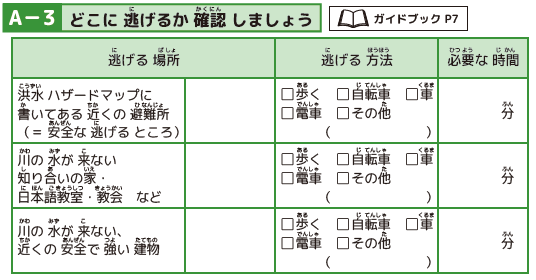 A－3 どこに 逃げるか 確認 しましょう
ガイドブック P7
逃げる 場所 逃げる 方法 必要な 時間
洪水 ハザードマップに
書いてある 近くの 避難所
（＝ 安全な 逃げる ところ）
□歩く □自転車 □車
□電車 □その他
（ ）
分
川の 水が 来ない
知り合いの家・
日本語教室・教会 など
□歩く □自転車 □車
□電車 □その他
（ ）
分
川の 水が 来ない、
近くの 安全で 強い 建物
□歩く □自転車 □車
□電車 □その他
（ ）
分